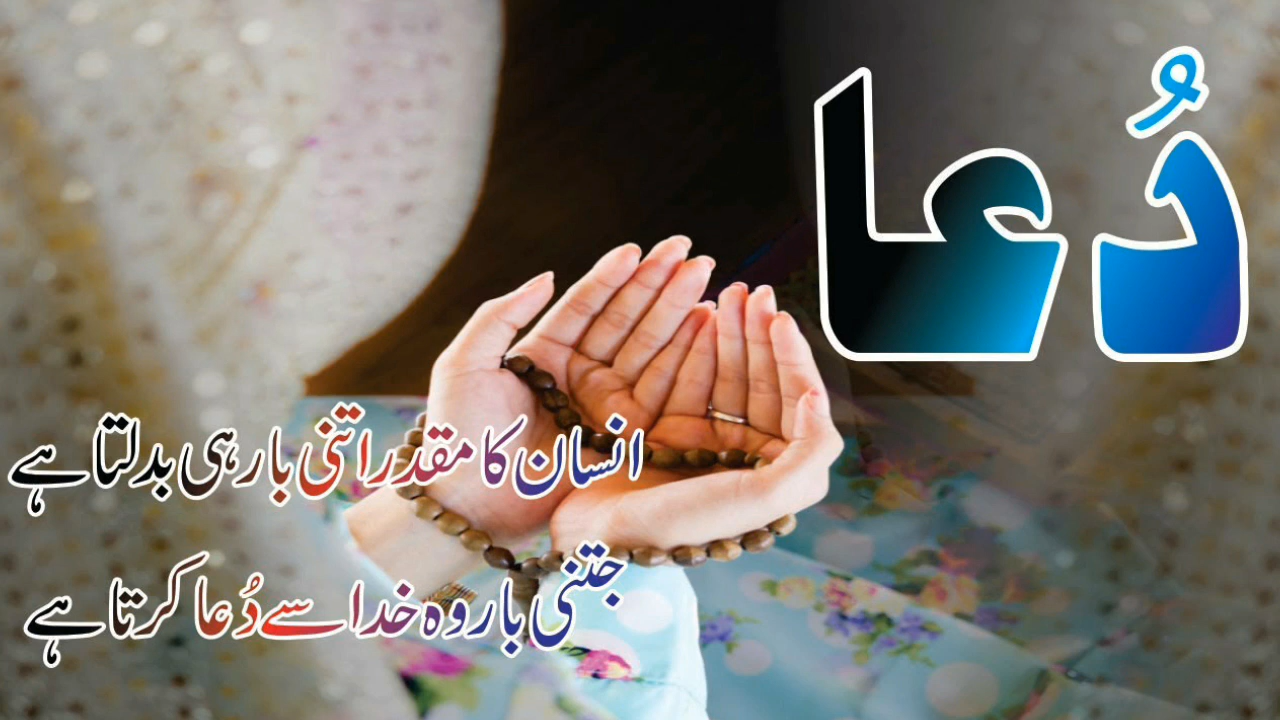 دُعا
انسان کا مقدر اتنی بار ہی بدلتا ہے
جتنی بار وہ خدا سے دُعا کرتا ہے